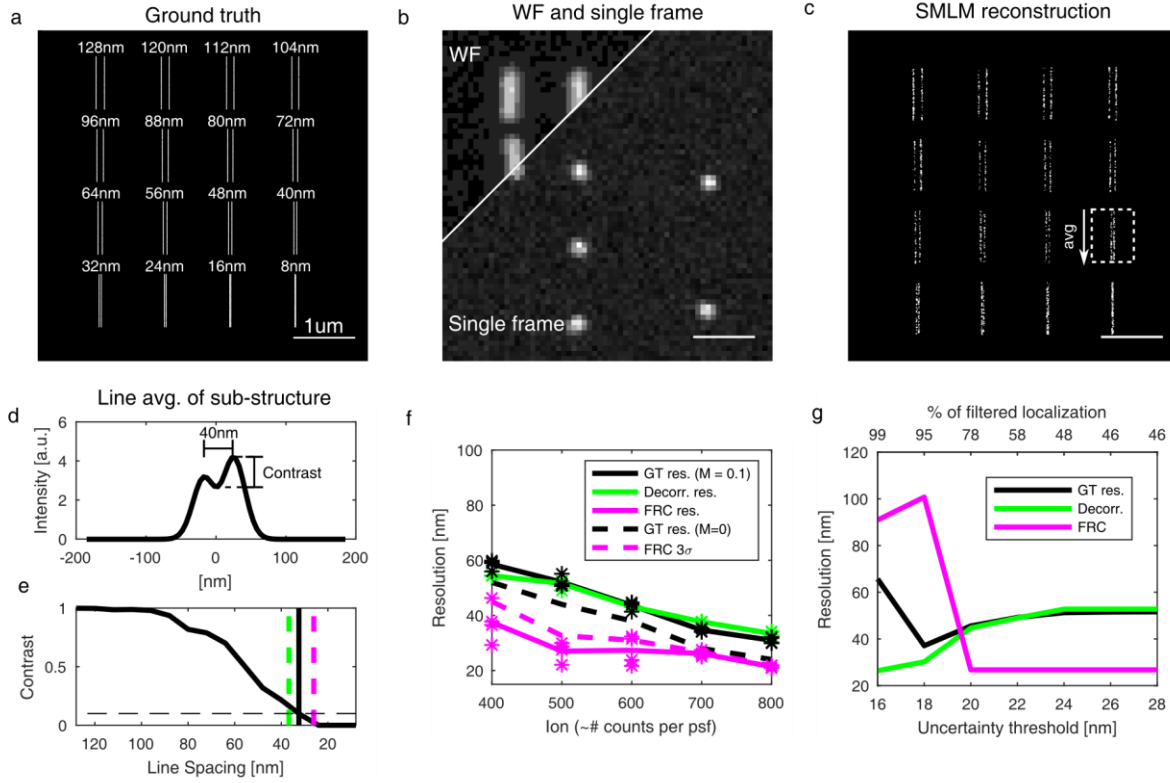 a
Ground truth
128nm 120nm 112nm 104nm
96nm 88nm 80nm 72nm
64nm 56nm 48nm 40nm
32nm 24nm 16nm 8nm
1um
b
WF and single frame
WF
Single frame
c
SMLM reconstruction
avg
Line avg. of sub-structure
d
Intensity [a.u.]
6
4
2
0
40nm
Contrast
-200 -100 0 100 200
[nm]
e
Contrast
1
0.5
0
120 100 80 60 40 20
Line Spacing [nm]
f
Resolution [nm]
100
80
60
40
20
GT res. (M = 0.1)
Decorr. res.
FRC res.
GT res. (M=0)
FRC 3σ
400 500 600 700 800
Ion (~# counts per psf)
g
% of filtered localization
99 95 78 58 48 46 46
Resolution [nm]
120
100
80
60
40
20
GT res.
Decorr.
FRC
16 18 20 22 24 26 28
Uncertainty threshold [nm]